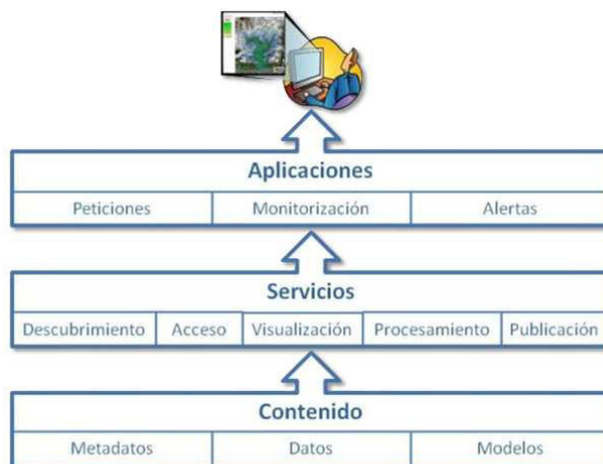 Aplicaciones
Peticiones Monitorización Alertas
Servicios
Descubrimiento Acceso Visualización Procesamiento Publicación
Contenido
Metadatos Datos Modelos